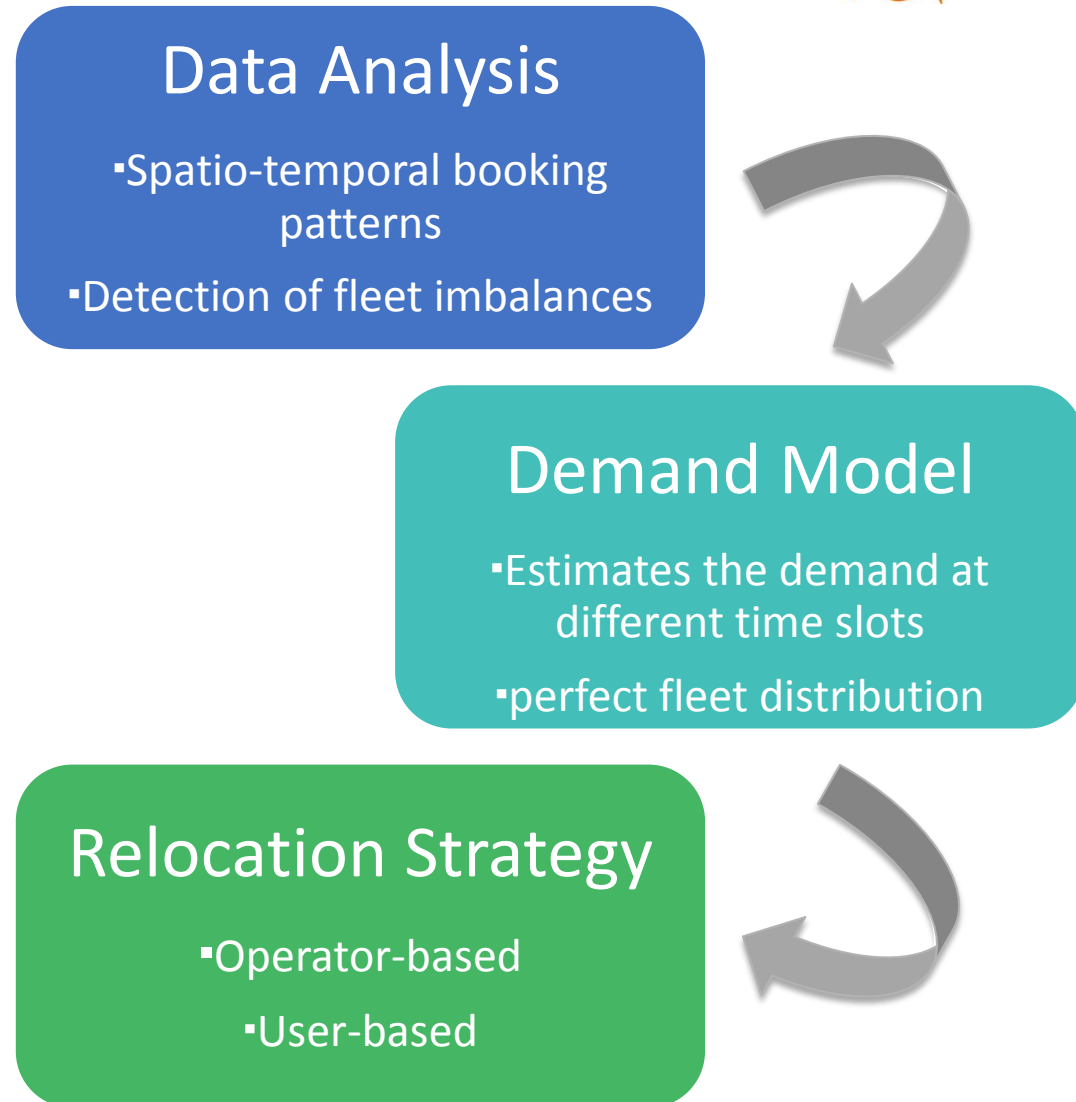 Data Analysis
▪Spatio-temporal booking
patterns
▪Detection of fleet imbalances
Demand Model
▪Estimates the demand at
different time slots
▪perfect fleet distribution
Relocation Strategy
▪Operator-based
▪User-based